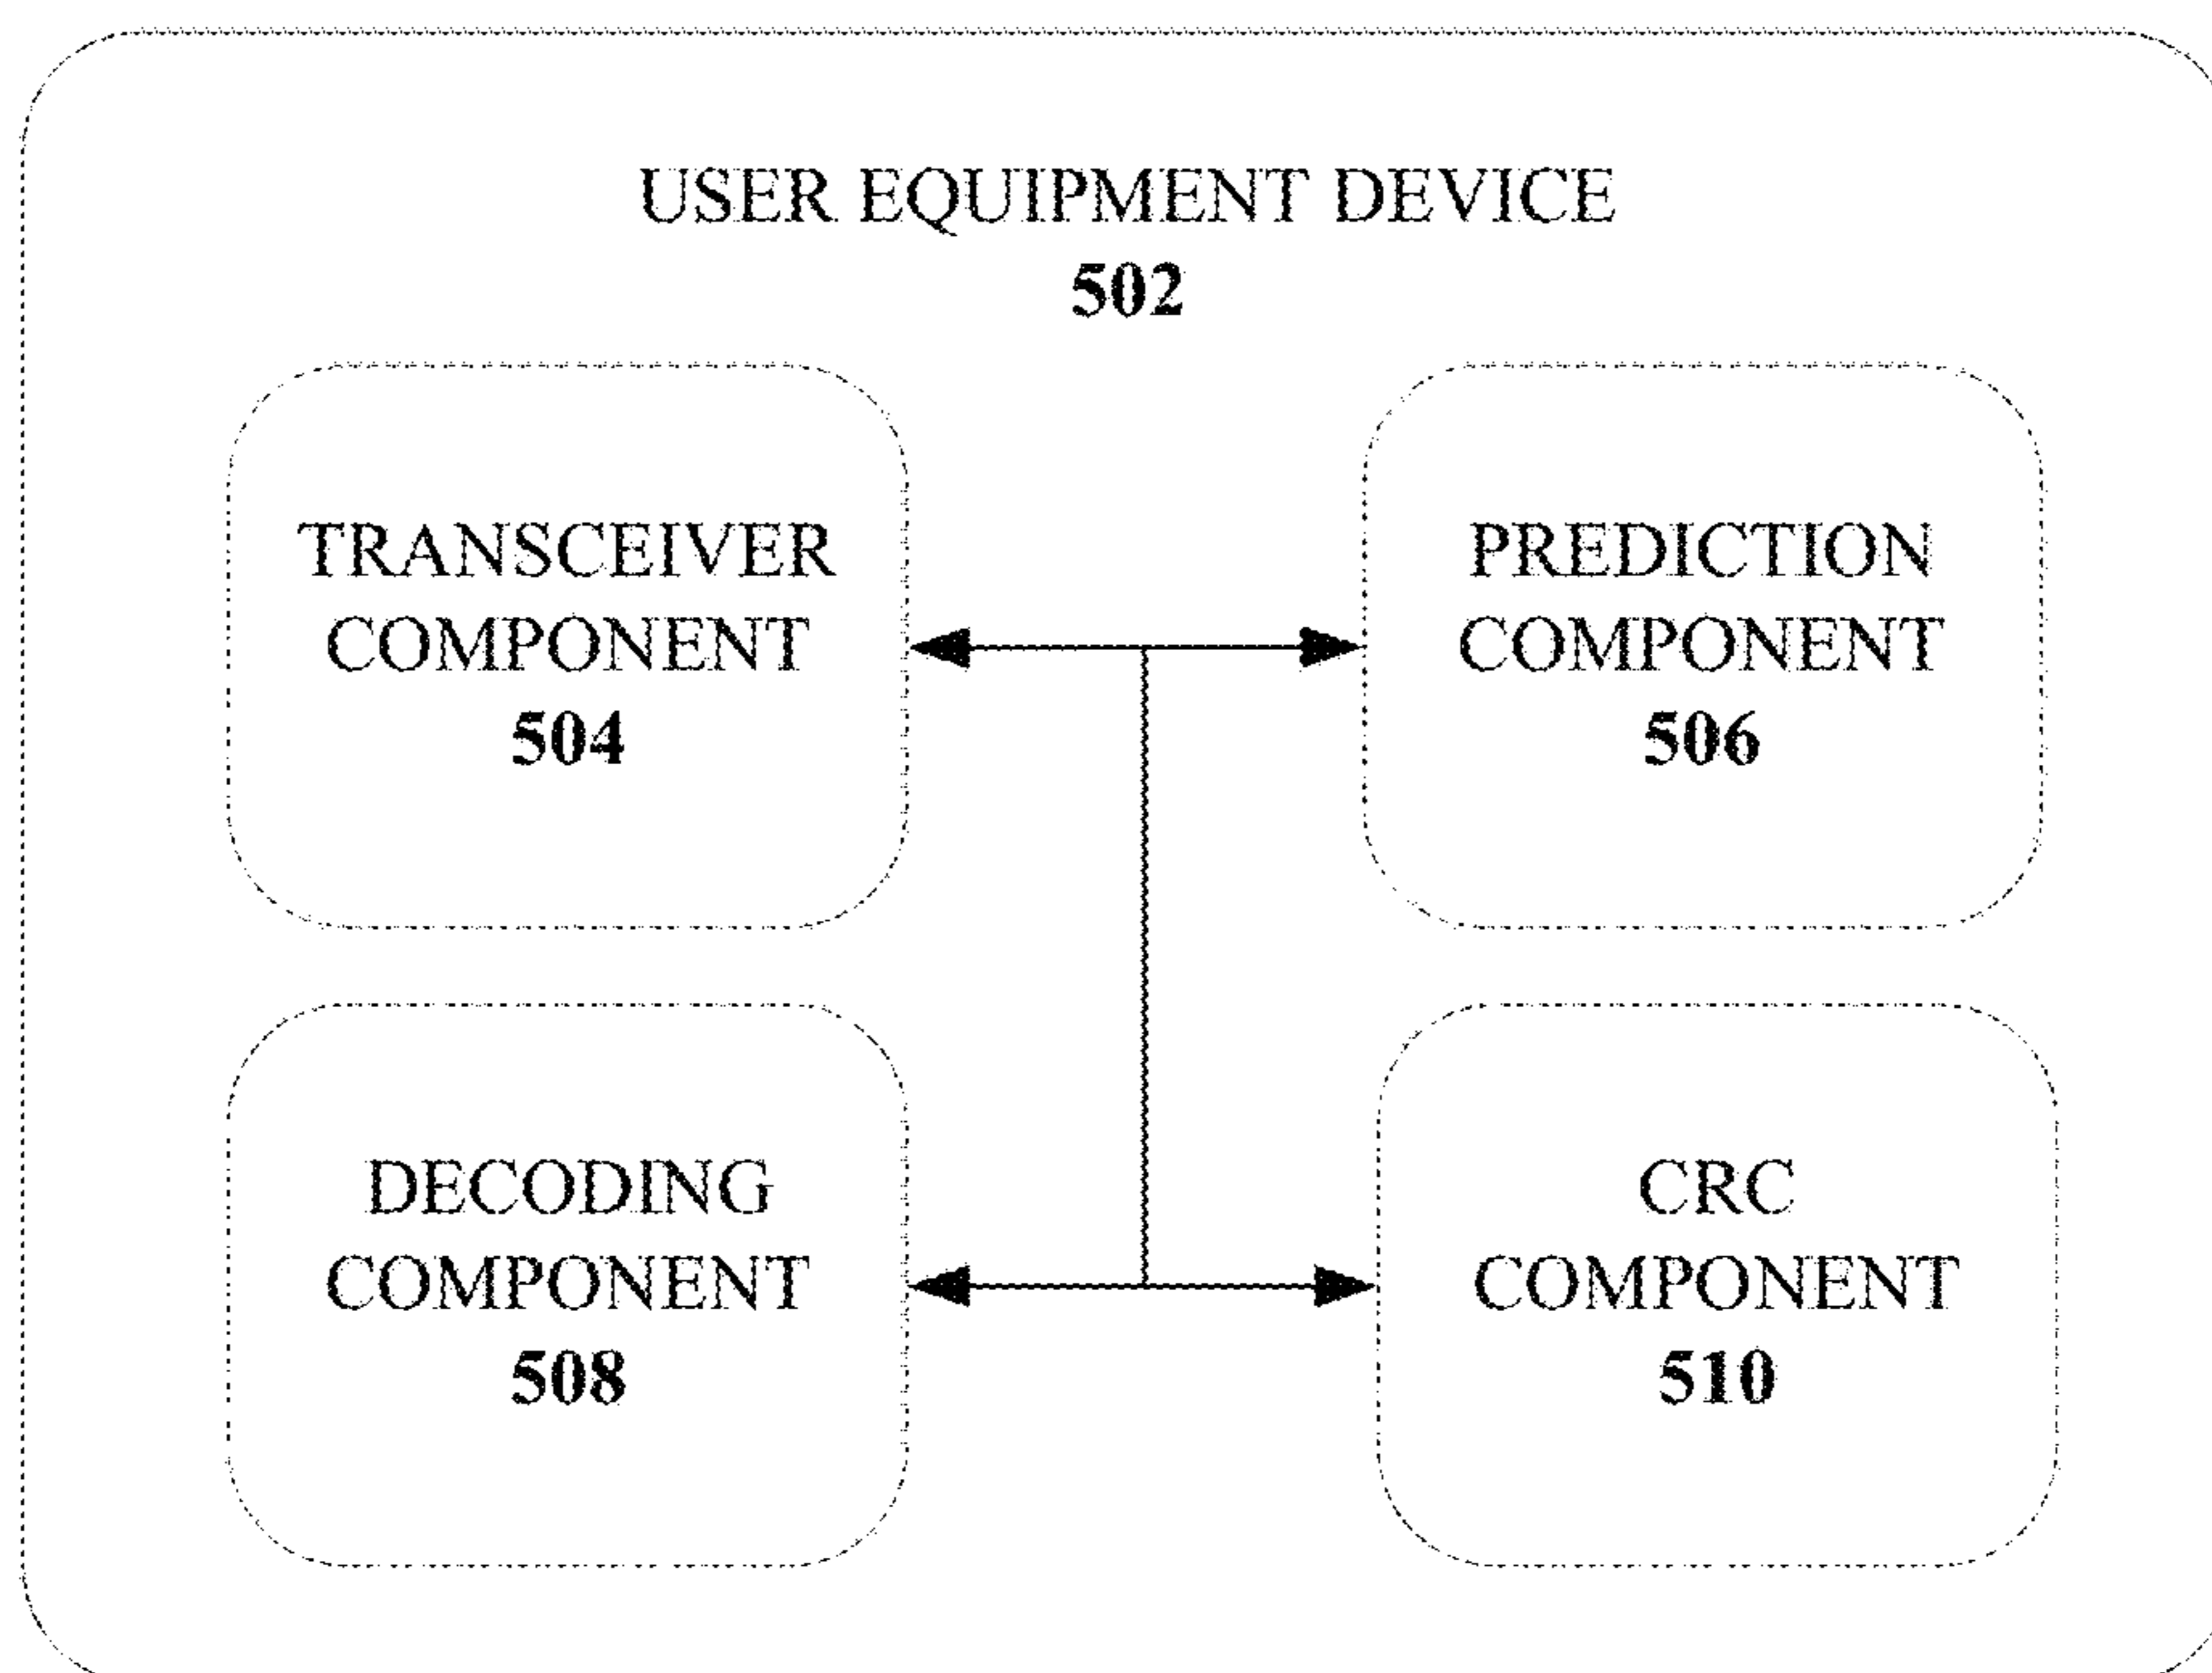 USER EQUIPMENT DEVICE
502
TRANSCEIVER
COMPONENT
504
PREDICTION
COMPONENT
506
DECODING
COMPONENT
508
CRC
COMPONENT
510